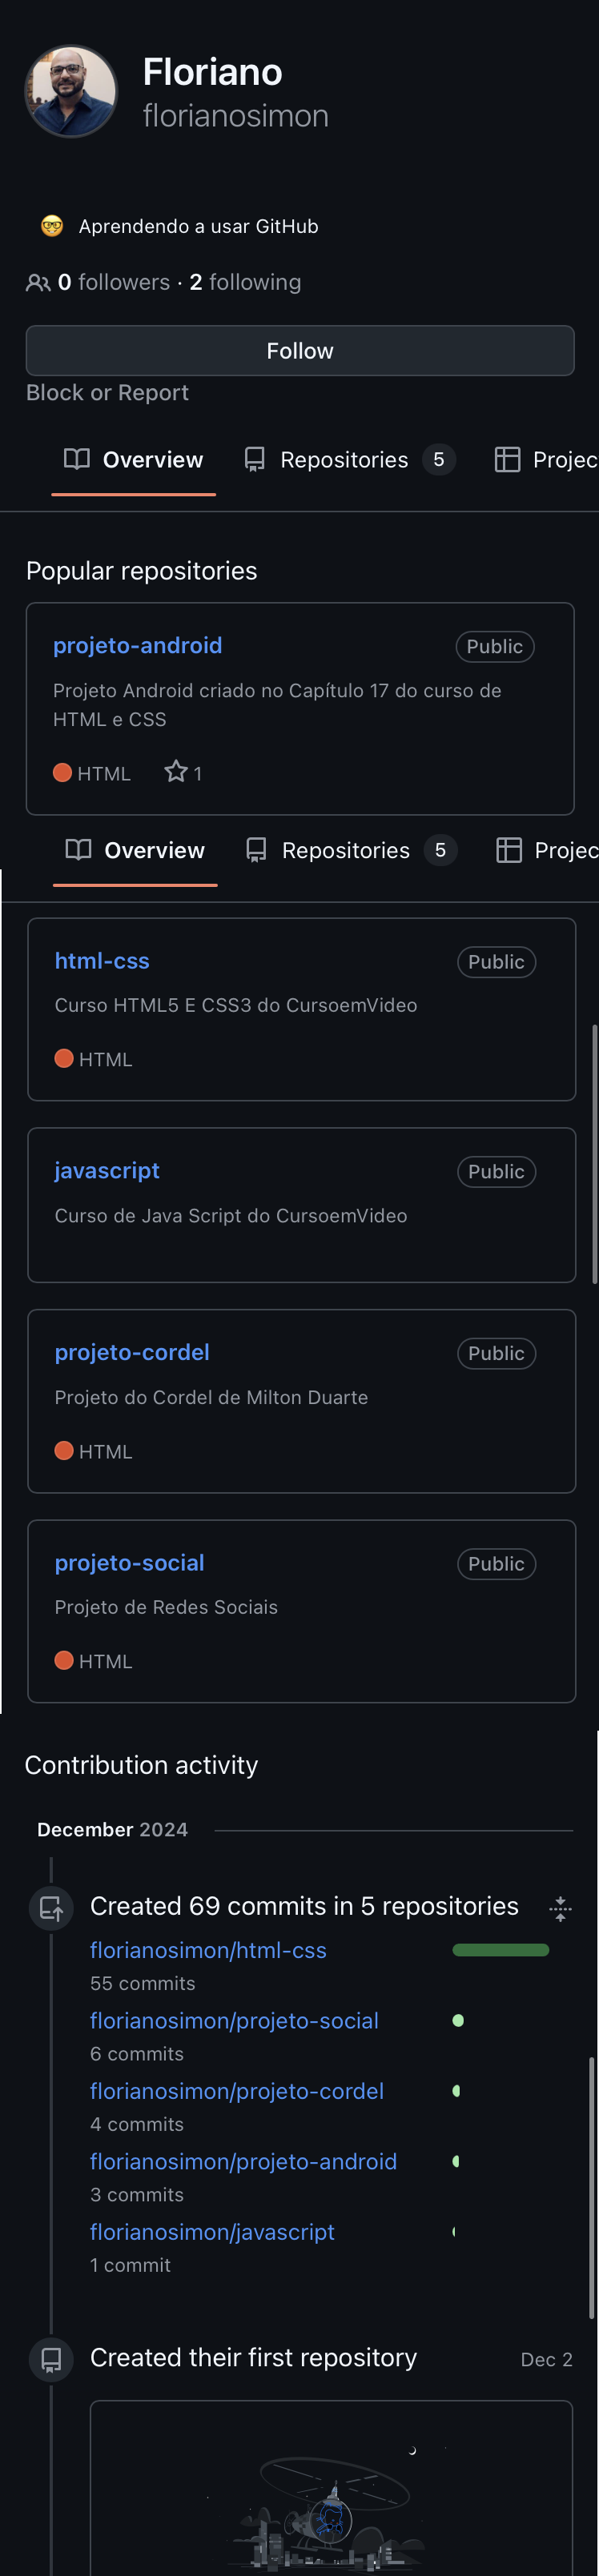 Floriano
florianosimon
Aprendendo a usar GitHub
0 followers · 2 following
Follow
Block or Report
Overview Repositories 5 Projec
Popular repositories
projeto-android Public
Projeto Android criado no Capítulo 17 do curso de
HTML e CSS
HTML 1
Overview Repositories 5 Projec
html-css Public
Curso HTML5 E CSS3 do CursoemVideo
HTML
javascript Public
Curso de Java Script do CursoemVideo
projeto-cordel Public
Projeto do Cordel de Milton Duarte
HTML
projeto-social Public
Projeto de Redes Sociais
HTML
Contribution activity
December 2024
Created 69 commits in 5 repositories
florianosimon/html-css
55 commits
florianosimon/projeto-social
6 commits
florianosimon/projeto-cordel
4 commits
florianosimon/projeto-android
3 commits
florianosimon/javascript
1 commit
Created their first repository Dec 2